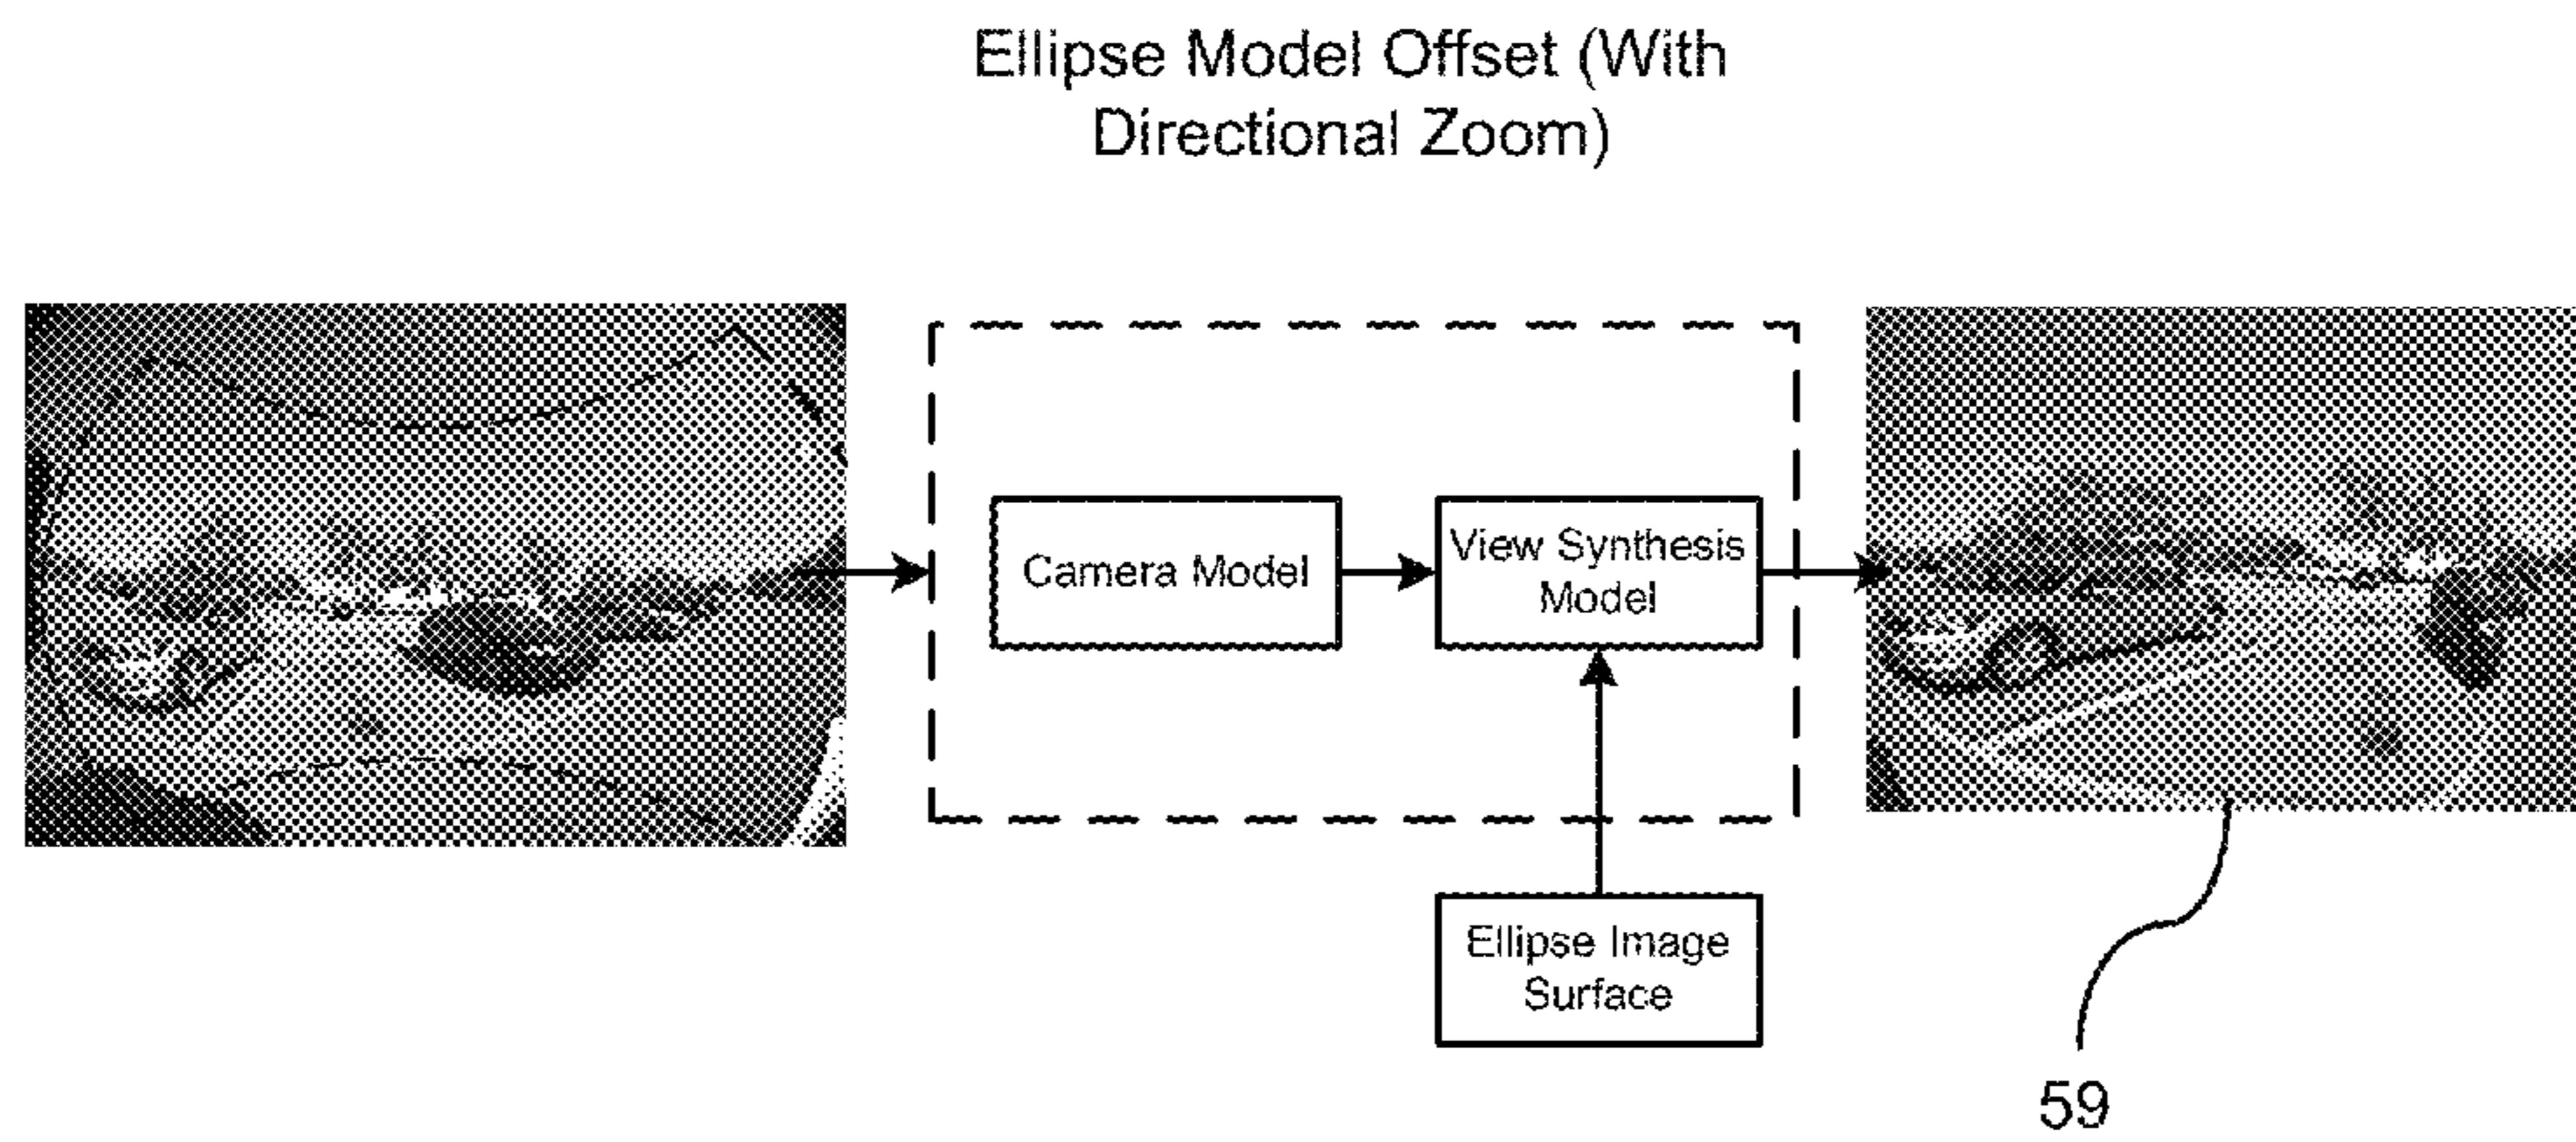 Ellipse Model Offset (With
Directional Zoom)
Camera Model
View Synthesis
Model
Ellipse Image
Surface
59